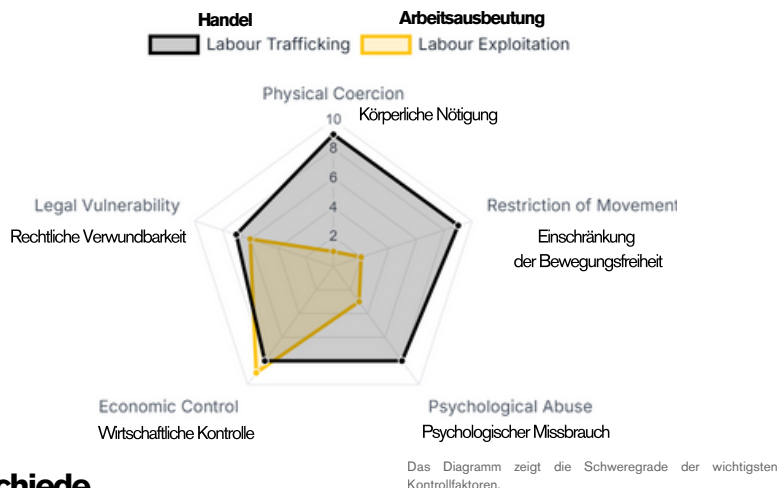 Handel
Arbeitsausbeutung
Labour Trafficking
Labour Exploitation
Physical Coercion
Körperliche Nötigung
10
8
6
4
2
Legal Vulnerability
Rechtliche Verwundbarkeit
Restriction of Movement
Einschränkung
der Bewegungsfreiheit
Economic Control
Wirtschaftliche Kontrolle
Psychological Abuse
Psychologischer Missbrauch
Das Diagramm zeigt die Schweregrade der wichtigsten
Kontrollfaktoren.